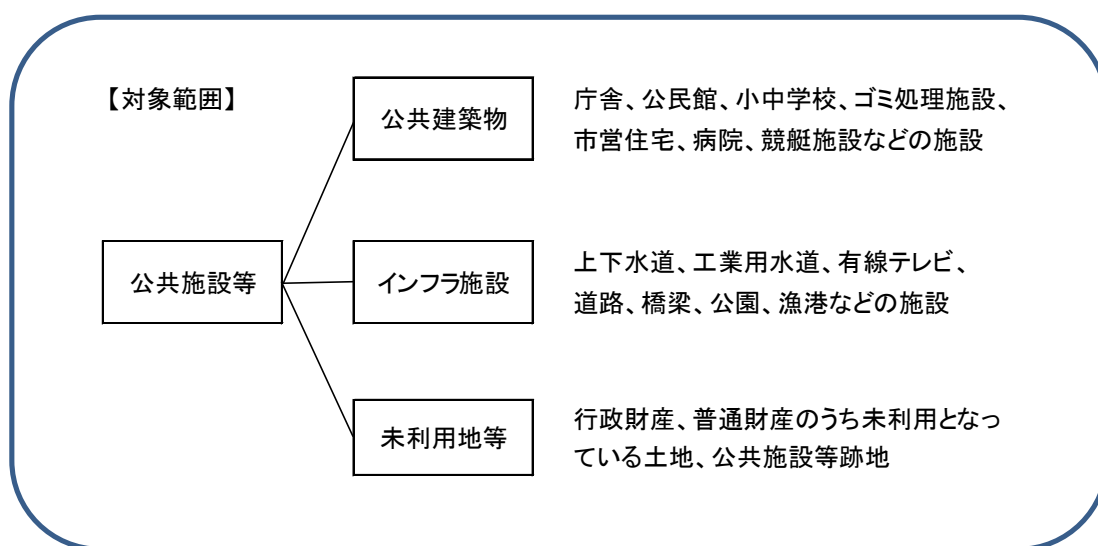 【対象範囲】
公共建築物
庁舎、公民館、小中学校、ゴミ処理施設、
市営住宅、病院、競艇施設などの施設
公共施設等
インフラ施設
上下水道、工業用水道、有線テレビ、
道路、橋梁、公園、漁港などの施設
未利用地等
行政財産、普通財産のうち未利用となっ
ている土地、公共施設等跡地